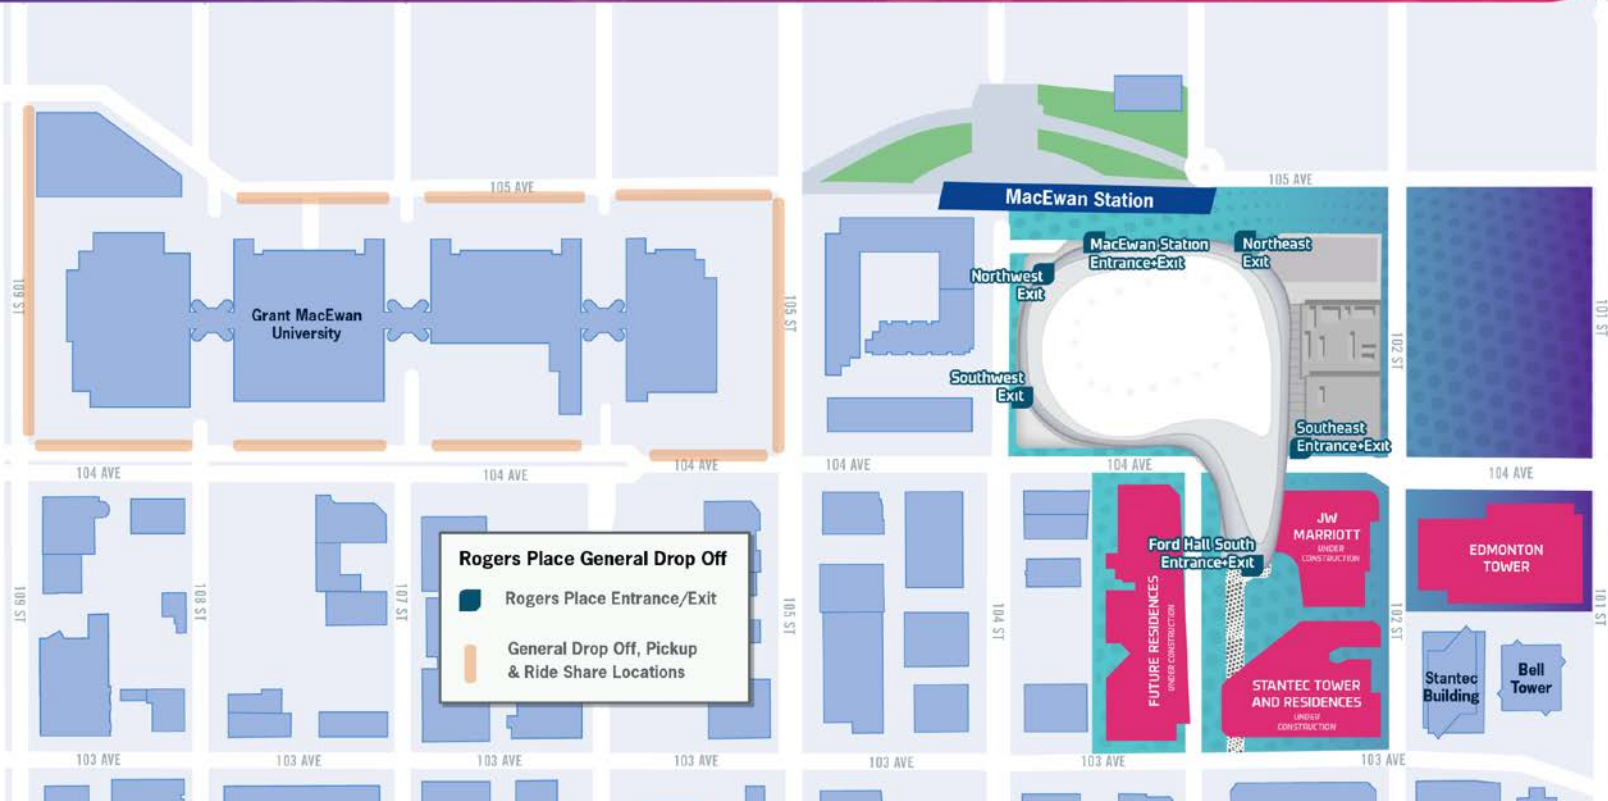 105 AVE
105 AVE
MacEwan Station
MacEwan Station
Entrance+Exit
Northeast
Exit
Northwest
Exit
109 ST
Grant MacEwan
University
105 ST
101 ST
102 ST
Southwest
Exit
Southeast
Entrance+Exit
104 AVE
104 AVE
104 AVE
104 AVE
104 AVE
104 AVE
JW
MARRIOTT
UNDER
CONSTRUCTION
Ford Hall South
Entrance+Exit
EDMONTON
TOWER
Rogers Place General Drop Off
Rogers Place Entrance/Exit
General Drop Off, Pickup
& Ride Share Locations
109 ST
108 ST
107 ST
105 ST
104 ST
FUTURE RESIDENCES
UNDER CONSTRUCTION
102 ST
101 ST
STANTEC TOWER
AND RESIDENCES
UNDER
CONSTRUCTION
Stantec
Building
Bell
Tower
103 AVE
103 AVE
103 AVE
103 AVE
103 AVE
103 AVE